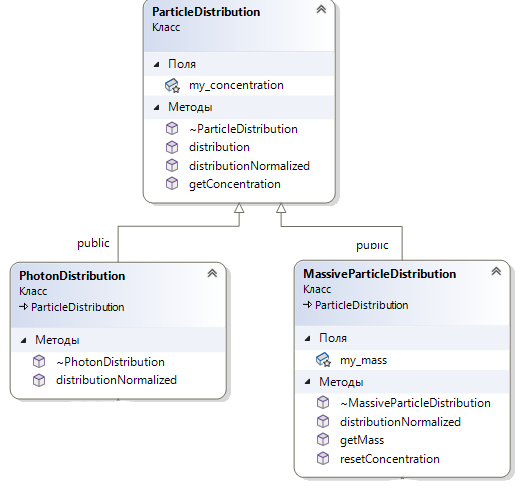 ParticleDistribution
Класс
Поля
my_concentration
Методы
~ParticleDistribution
distribution
distributionNormalized
getConcentration
public
public
PhotonDistribution
Класс
ParticleDistribution
Методы
~PhotonDistribution
distributionNormalized
MassiveParticleDistribution
Класс
ParticleDistribution
Поля
my_mass
Методы
~MassiveParticleDistribution
distributionNormalized
getMass
resetConcentration